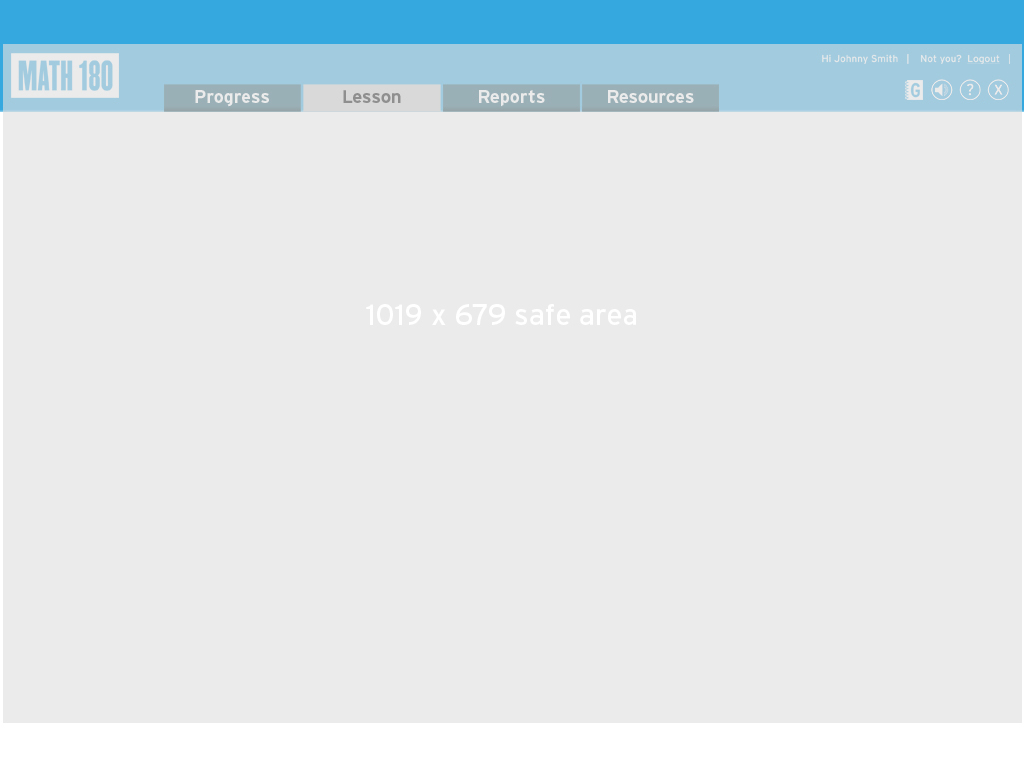 Hi Johnny Smith | Not you? Logout |
MATH 180
Progress Lesson Reports Resources
G ? X
1019 x 679 safe area